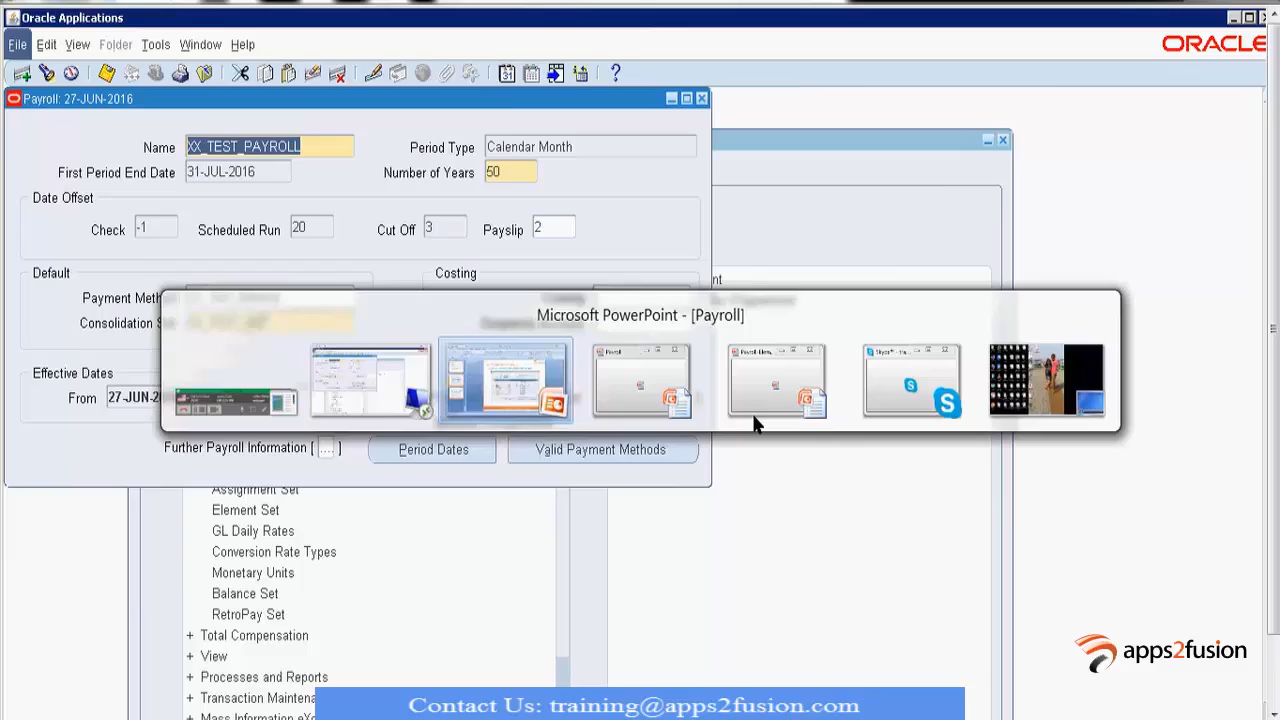 Oracle Applications
File Edit View Folder Tools Window Help
ORACLE
Payroll: 27-JUN-2016
Name XX_TEST_PAYROLL Period Type Calendar Month
First Period End Date 31-JUL-2016 Number of Years 50
Date Offset
Check -1 Scheduled Run 20 Cut Off 3 Payslip 2
Default Costing
Payment Meth
Consolidation S
Microsoft PowerPoint - [Payroll]
Effective Dates
From 27-JUN-2
Further Payroll Information [ .... ] Period Dates Valid Payment Methods
Assignment Set
Element Set
GL Daily Rates
Conversion Rate Types
Monetary Units
Balance Set
RetroPay Set
+ Total Compensation
+ View
+ Processes and Reports
+ Transaction Maintena
+ Mass Information eXc
apps2fusion
Contact Us: training@apps2fusion.com